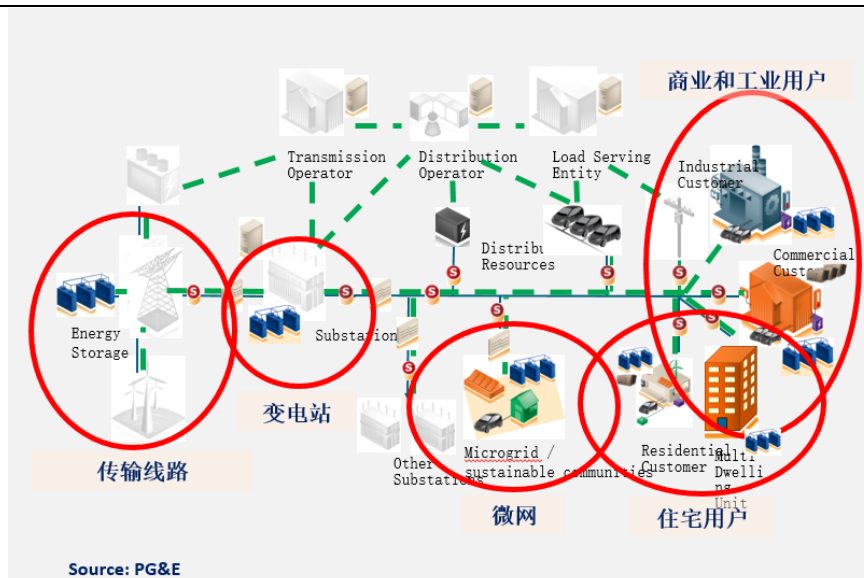 商业和工业用户
Transmission
Operator
Distribution
Operator
Load Serving
Entity
Industrial
Customer
Commercial
Distribu
Resources
Energy
Storage
Substation
变电站
传输线路
Other
Substations
Microgrid /
sustainable communities
微网
Residential
Customer
Multi
Dwelli
ng
Unit
住宅用户
S
S
S
S
S
S
S
S
S
S
S
Source: PG&E